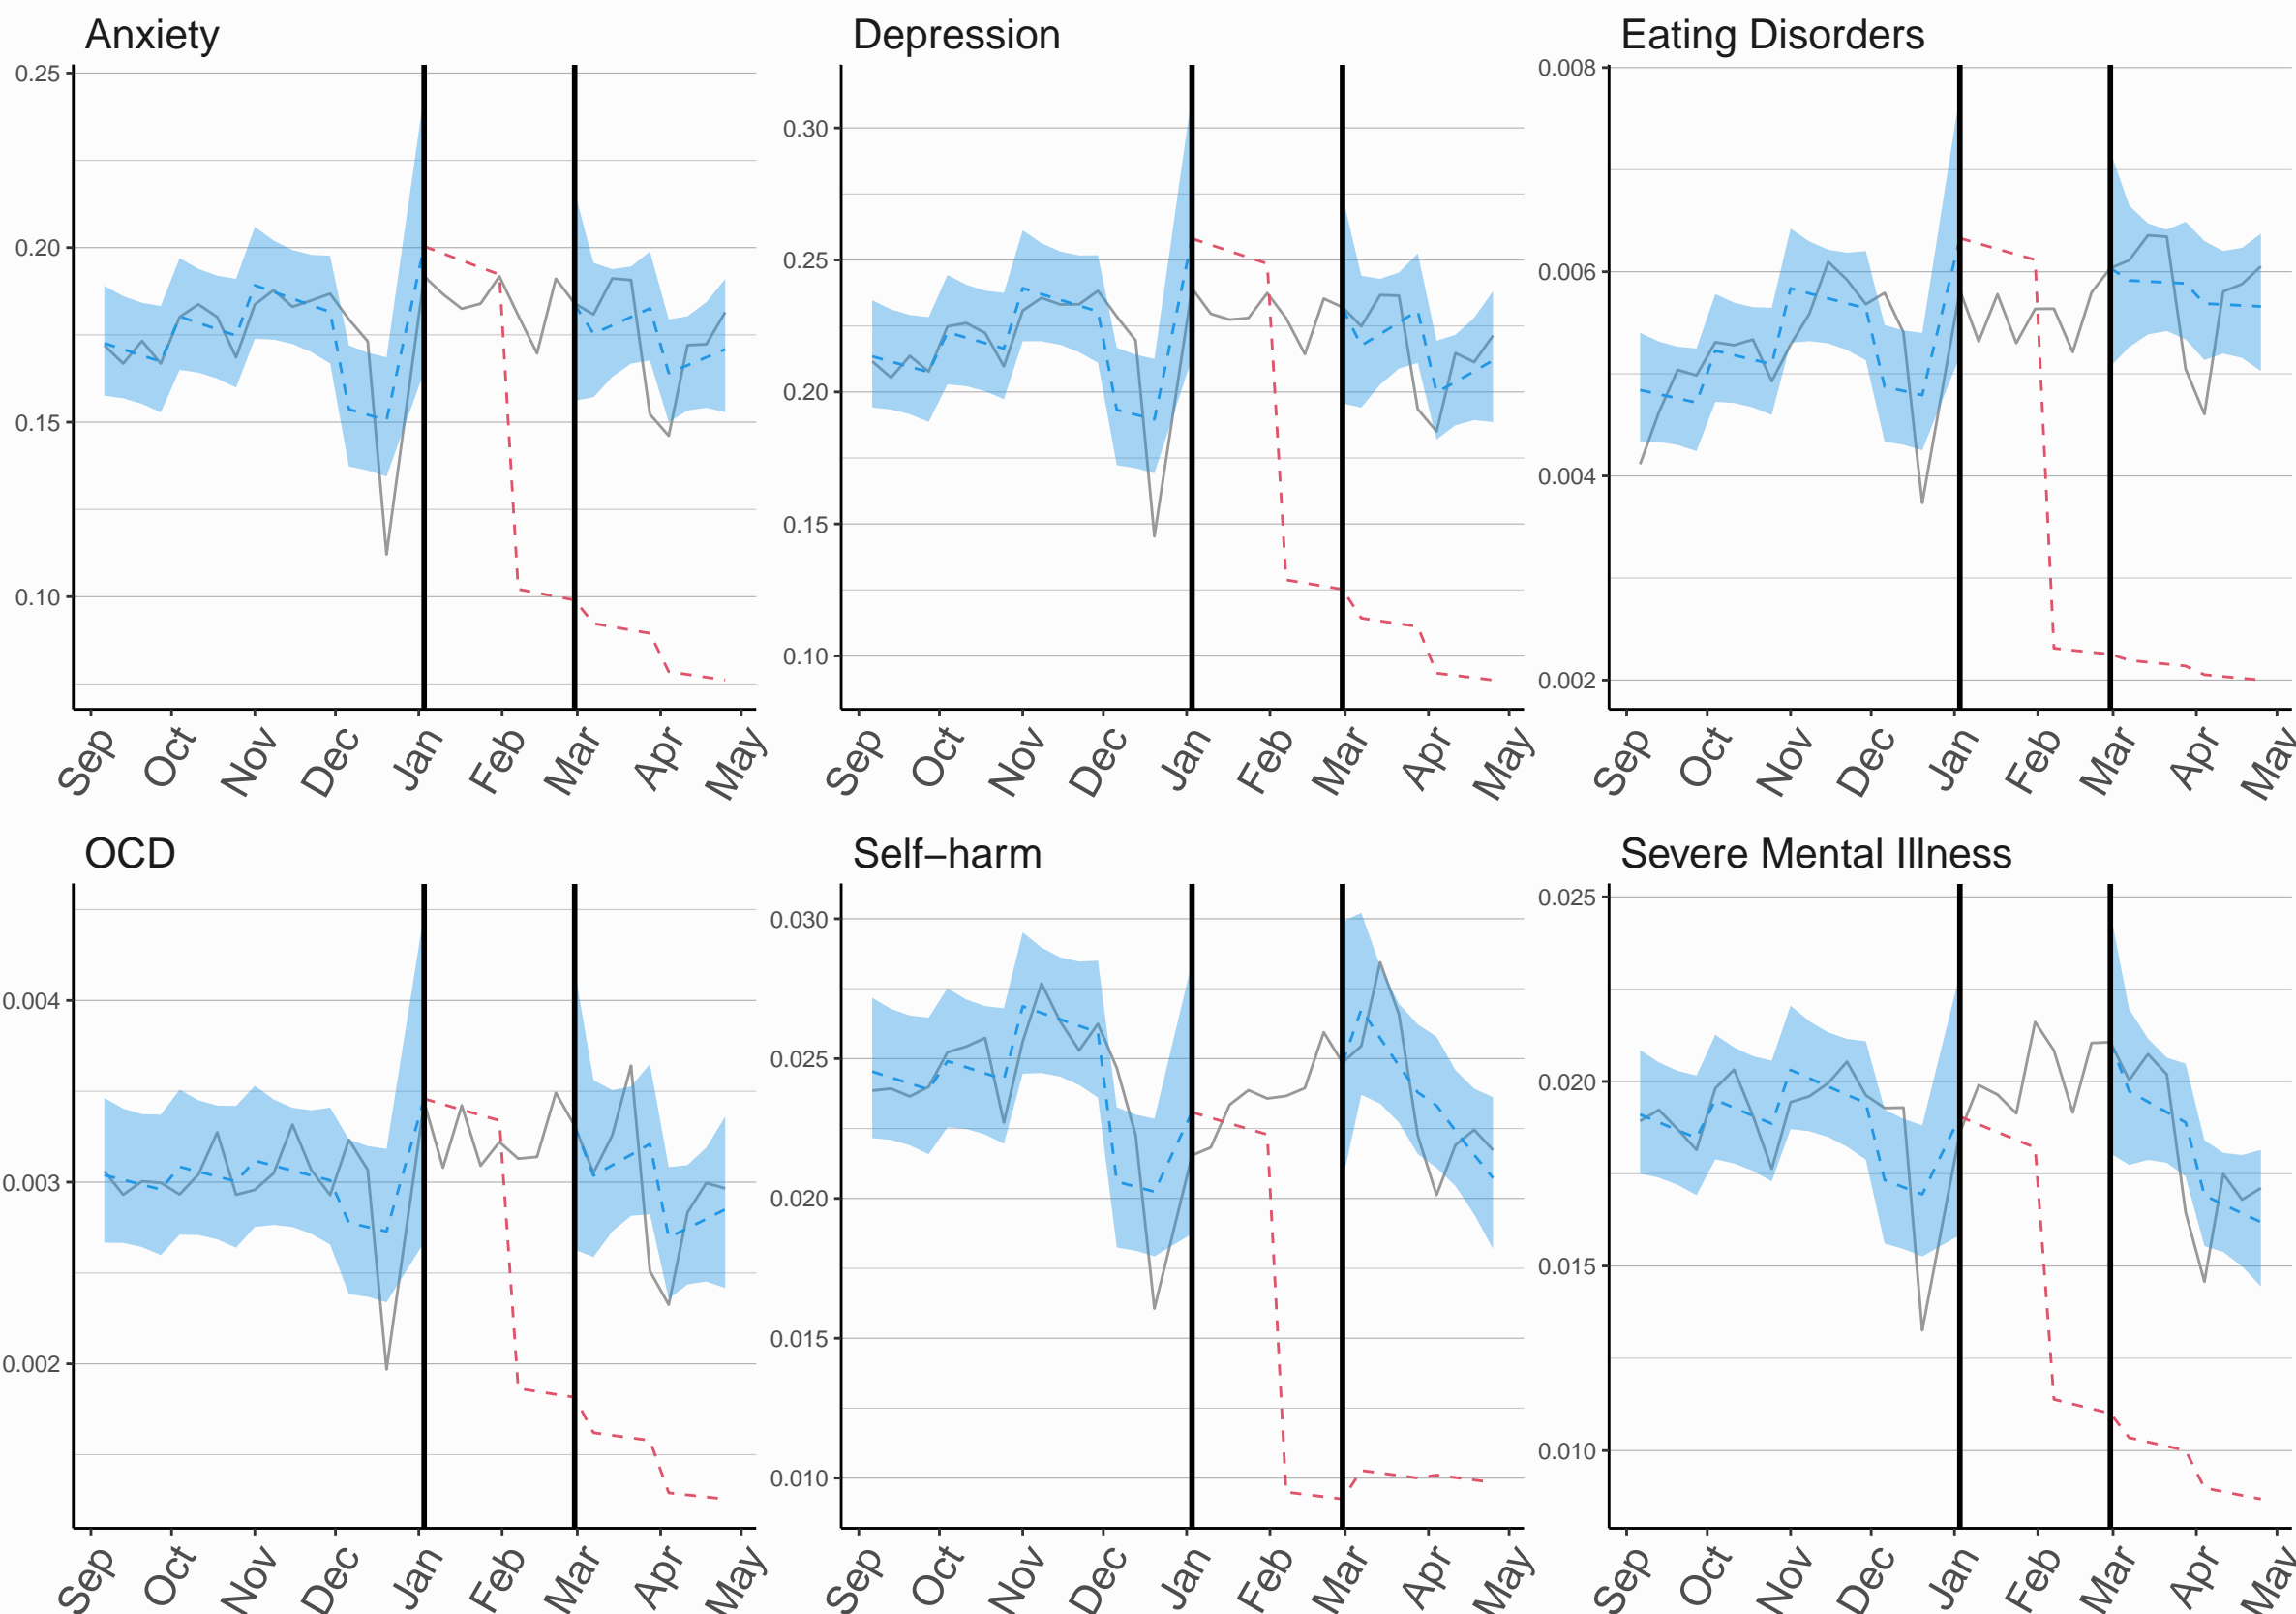 Anxiety
0.25
0.20
0.15
0.10
Sep Oct Nov Dec Jan Feb Mar Apr May
Depression
0.30
0.25
0.20
0.15
0.10
Sep Oct Nov Dec Jan Feb Mar Apr May
Eating Disorders
0.008
0.006
0.004
0.002
Sep Oct Nov Dec Jan Feb Mar Apr May
OCD
0.004
0.003
0.002
Sep Oct Nov Dec Jan Feb Mar Apr May
Self−harm
0.030
0.025
0.020
0.015
0.010
Sep Oct Nov Dec Jan Feb Mar Apr May
Severe Mental Illness
0.025
0.020
0.015
0.010
Sep Oct Nov Dec Jan Feb Mar Apr May